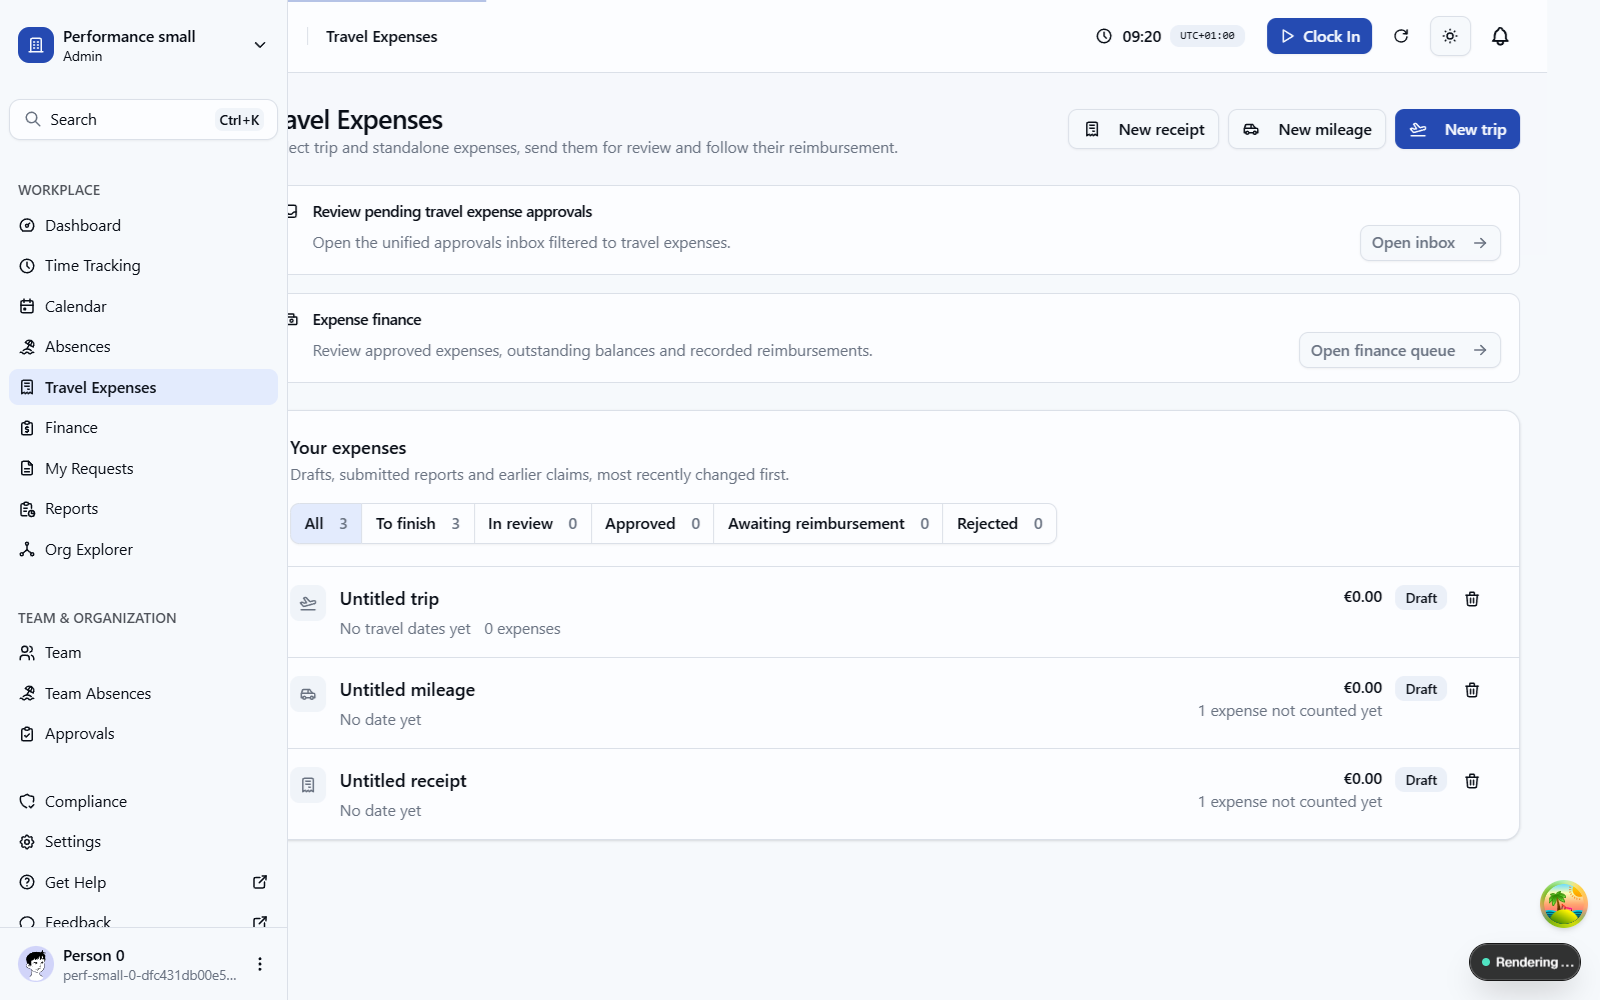 Performance small
Admin
Search
Ctrl+K
WORKPLACE
Dashboard
Time Tracking
Calendar
Absences
Travel Expenses
Finance
My Requests
Reports
Org Explorer
TEAM & ORGANIZATION
Team
Team Absences
Approvals
Compliance
Settings
Get Help
Feedback
Person 0
perf-small-0-dfc431db00e5...
Travel Expenses
09:20
UTC+01:00
Clock In
avel Expenses
ect trip and standalone expenses, send them for review and follow their reimbursement.
New receipt
New mileage
New trip
Review pending travel expense approvals
Open the unified approvals inbox filtered to travel expenses.
Open inbox
Expense finance
Review approved expenses, outstanding balances and recorded reimbursements.
Open finance queue
Your expenses
Drafts, submitted reports and earlier claims, most recently changed first.
All 3
To finish 3
In review 0
Approved 0
Awaiting reimbursement 0
Rejected 0
Untitled trip
No travel dates yet 0 expenses
€0.00
Draft
Untitled mileage
No date yet
€0.00
1 expense not counted yet
Draft
Untitled receipt
No date yet
€0.00
1 expense not counted yet
Draft
Rendering ...